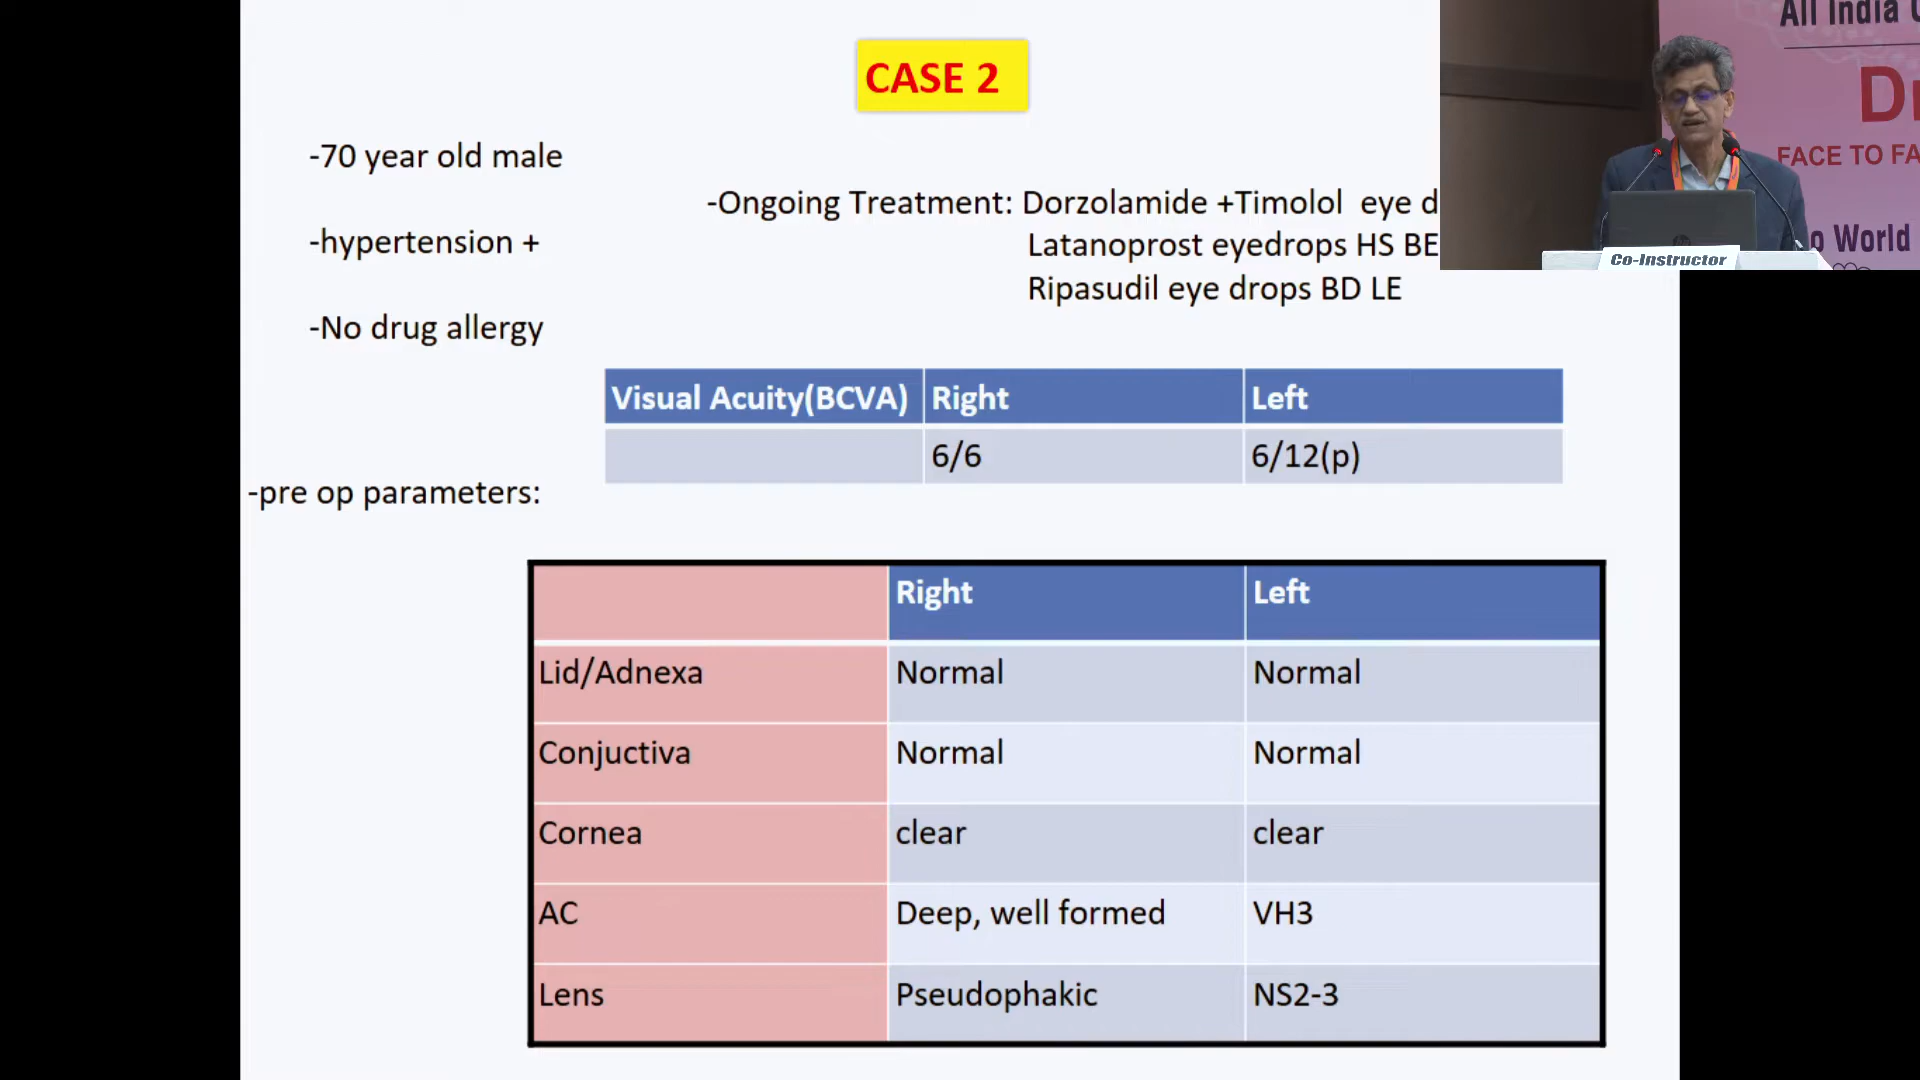 CASE 2
-70 year old male
-hypertension +
-No drug allergy
-Ongoing Treatment: Dorzolamide +Timolol eye d
Latanoprost eyedrops HS BE
Ripasudil eye drops BD LE
Visual Acuity(BCVA) Right Left
6/6 6/12(p)
-pre op parameters:
Right Left
Lid/Adnexa Normal Normal
Conjuctiva Normal Normal
Cornea clear clear
AC Deep, well formed VH3
Lens Pseudophakic NS2-3
All India
FACE TO FA
World
Co-Instructor